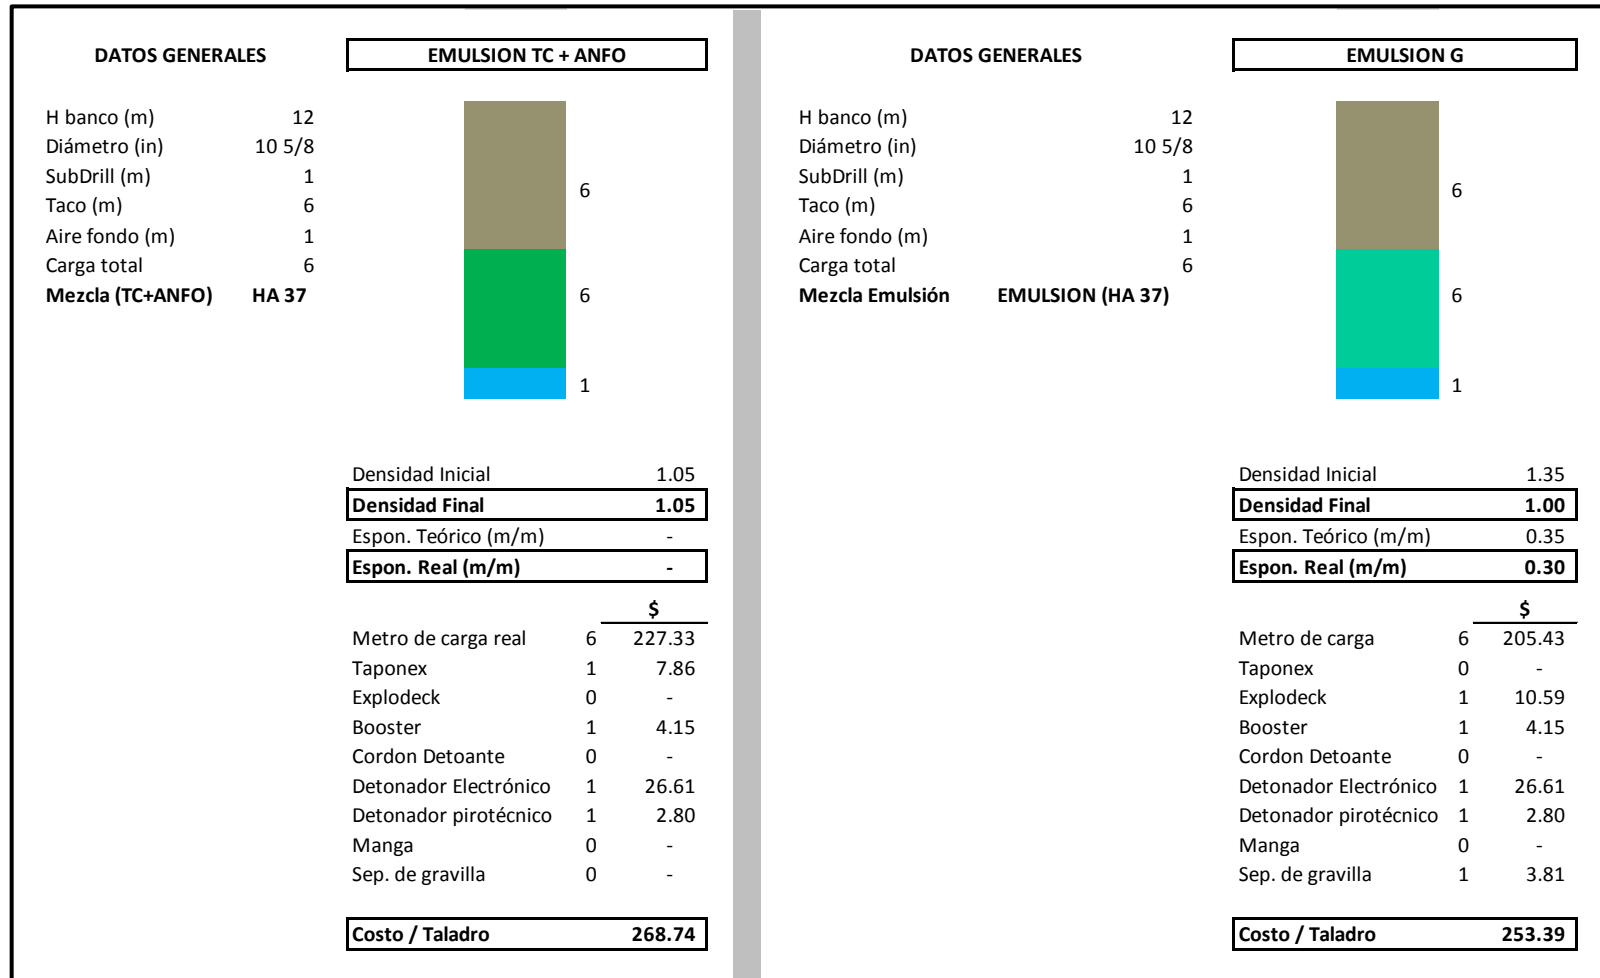 DATOS GENERALES
EMULSION TC + ANFO
H banco (m) 12
Diámetro (in) 10 5/8
SubDrill (m) 1
Taco (m) 6
Aire fondo (m) 1
Carga total 6
Mezcla (TC+ANFO) HA 37
6
6
1
Densidad Inicial 1.05
Densidad Final 1.05
Espon. Teórico (m/m) -
Espon. Real (m/m) -
$
Metro de carga real 6 227.33
Taponex 1 7.86
Explodeck 0 -
Booster 1 4.15
Cordon Detoante 0 -
Detonador Electrónico 1 26.61
Detonador pirotécnico 1 2.80
Manga 0 -
Sep. de gravilla 0 -
Costo / Taladro 268.74
DATOS GENERALES
EMULSION G
H banco (m) 12
Diámetro (in) 10 5/8
SubDrill (m) 1
Taco (m) 6
Aire fondo (m) 1
Carga total 6
Mezcla Emulsión EMULSION (HA 37)
6
6
1
Densidad Inicial 1.35
Densidad Final 1.00
Espon. Teórico (m/m) 0.35
Espon. Real (m/m) 0.30
$
Metro de carga 6 205.43
Taponex 0 -
Explodeck 1 10.59
Booster 1 4.15
Cordon Detoante 0 -
Detonador Electrónico 1 26.61
Detonador pirotécnico 1 2.80
Manga 0 -
Sep. de gravilla 1 3.81
Costo / Taladro 253.39